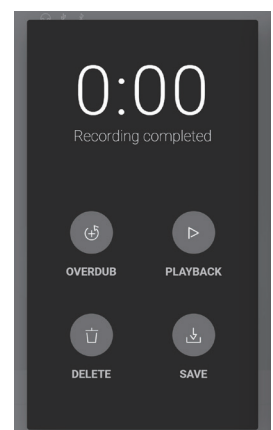 0:00
Recording completed
OVERDUB
PLAYBACK
DELETE
SAVE